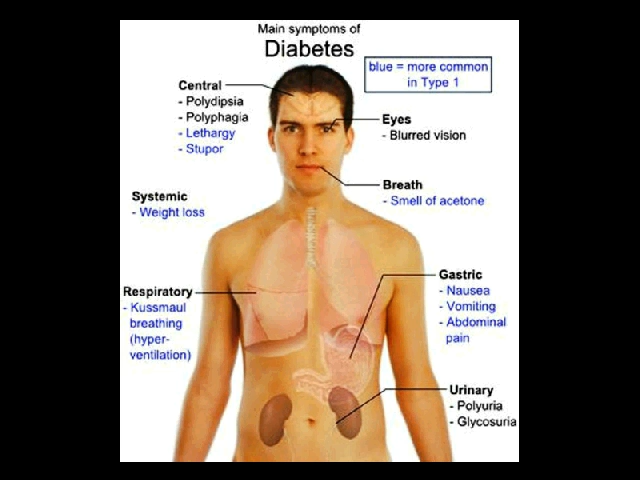 Main symptoms of
Diabetes
blue = more common
in Type 1
Central
- Polydipsia
- Polyphagia
- Lethargy
- Stupor
Eyes
- Blurred vision
Breath
- Smell of acetone
Systemic
- Weight loss
Respiratory
- Kussmaul
breathing
(hyper-
ventilation)
Gastric
- Nausea
- Vomiting
- Abdominal
pain
Urinary
- Polyuria
- Glycosuria